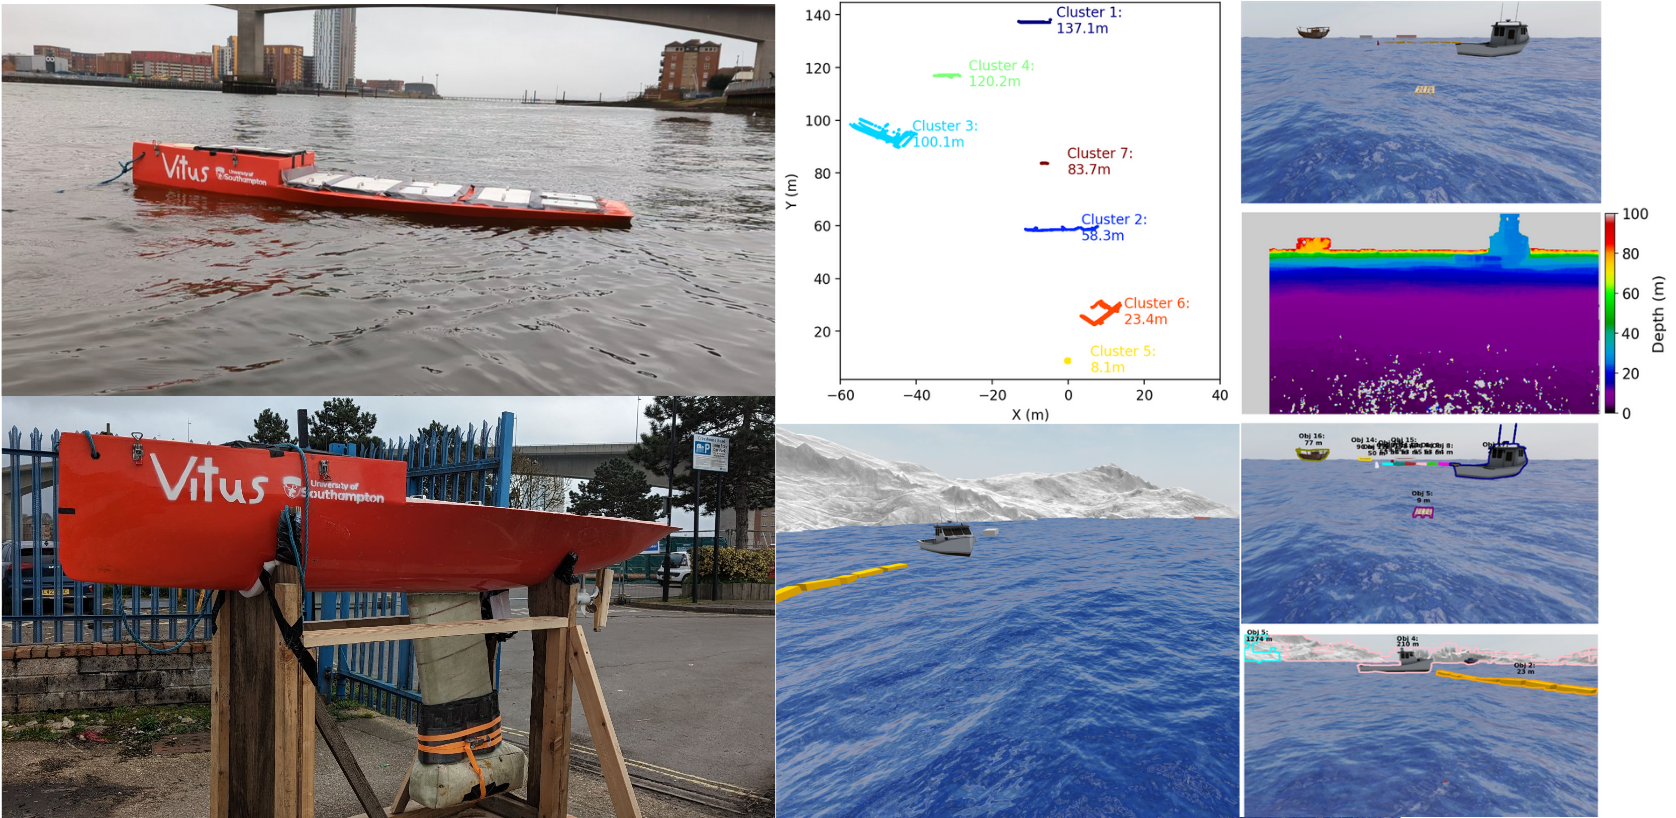 Vitus
University of
Southampton
Vitus
University of
Southampton
140
120
100
80
60
40
20
Y (m)
−60
−40
−20
0
20
40
X (m)
Cluster 1:
137.1m
Cluster 4:
120.2m
Cluster 3:
100.1m
Cluster 7:
83.7m
Cluster 2:
58.3m
Cluster 6:
23.4m
Cluster 5:
8.1m
100
80
60
40
20
0
Depth (m)
Obj 16:
77 m
Obj 14:
Obj 15:
50 m
Obj 5:
9 m
Obj 5:
1274 m
Obj 4:
210 m
Obj 2:
23 m